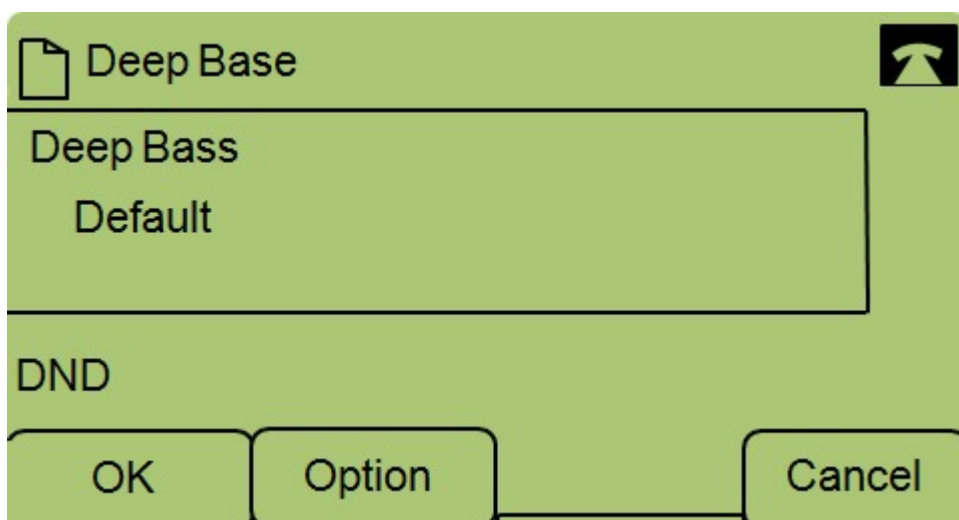 Deep Base
Deep Bass
Default
DND
OK Option Cancel